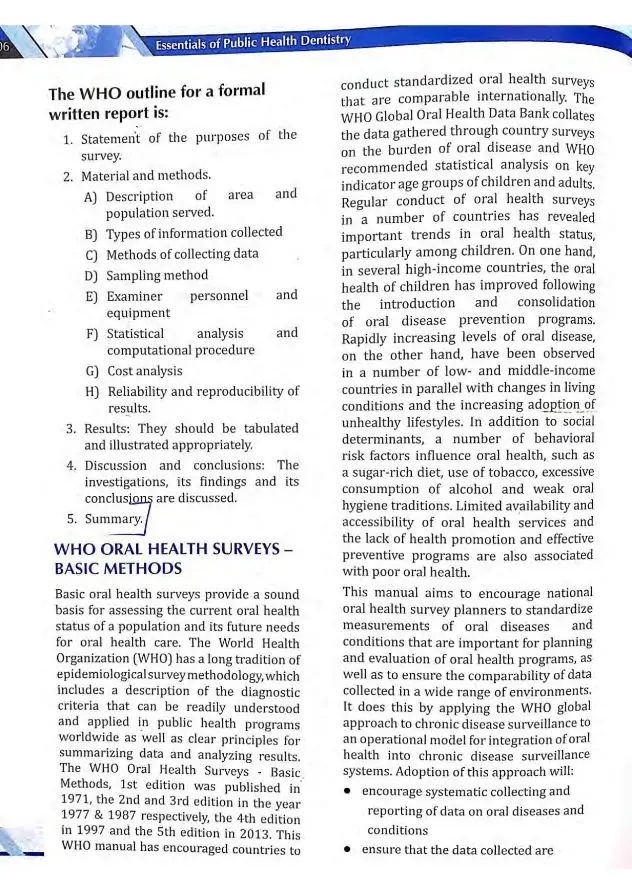 06
Essentials of Public Health Dentistry
The WHO outline for a formal
written report is:
1. Statement of the purposes of the
survey.
2. Material and methods.
A) Description of area and
population served.
B) Types of information collected
C) Methods of collecting data
D) Sampling method
E) Examiner personnel and
equipment
F) Statistical analysis and
computational procedure
G) Cost analysis
H) Reliability and reproducibility of
results.
3. Results: They should be tabulated
and illustrated appropriately.
4. Discussion and conclusions: The
investigations, its findings and its
conclusions are discussed.
5. Summary.
WHO ORAL HEALTH SURVEYS –
BASIC METHODS
Basic oral health surveys provide a sound
basis for assessing the current oral health
status of a population and its future needs
for oral health care. The World Health
Organization (WHO) has a long tradition of
epidemiological survey methodology, which
includes a description of the diagnostic
criteria that can be readily understood
and applied in public health programs
worldwide as well as clear principles for
summarizing data and analyzing results.
The WHO Oral Health Surveys - Basic
Methods, 1st edition was published in
1971, the 2nd and 3rd edition in the year
1977 & 1987 respectively, the 4th edition
in 1997 and the 5th edition in 2013. This
WHO manual has encouraged countries to
conduct standardized oral health surveys
that are comparable internationally. The
WHO Global Oral Health Data Bank collates
the data gathered through country surveys
on the burden of oral disease and WHO
recommended statistical analysis on key
indicator age groups of children and adults.
Regular conduct of oral health surveys
in a number of countries has revealed
important trends in oral health status,
particularly among children. On one hand,
in several high-income countries, the oral
health of children has improved following
the introduction and consolidation
of oral disease prevention programs.
Rapidly increasing levels of oral disease,
on the other hand, have been observed
in a number of low- and middle-income
countries in parallel with changes in living
conditions and the increasing adoption of
unhealthy lifestyles. In addition to social
determinants, a number of behavioral
risk factors influence oral health, such as
a sugar-rich diet, use of tobacco, excessive
consumption of alcohol and weak oral
hygiene traditions. Limited availability and
accessibility of oral health services and
the lack of health promotion and effective
preventive programs are also associated
with poor oral health.
This manual aims to encourage national
oral health survey planners to standardize
measurements of oral diseases and
conditions that are important for planning
and evaluation of oral health programs, as
well as to ensure the comparability of data
collected in a wide range of environments.
It does this by applying the WHO global
approach to chronic disease surveillance to
an operational model for integration of oral
health into chronic disease surveillance
systems. Adoption of this approach will:
• encourage systematic collecting and
reporting of data on oral diseases and
conditions
• ensure that the data collected are